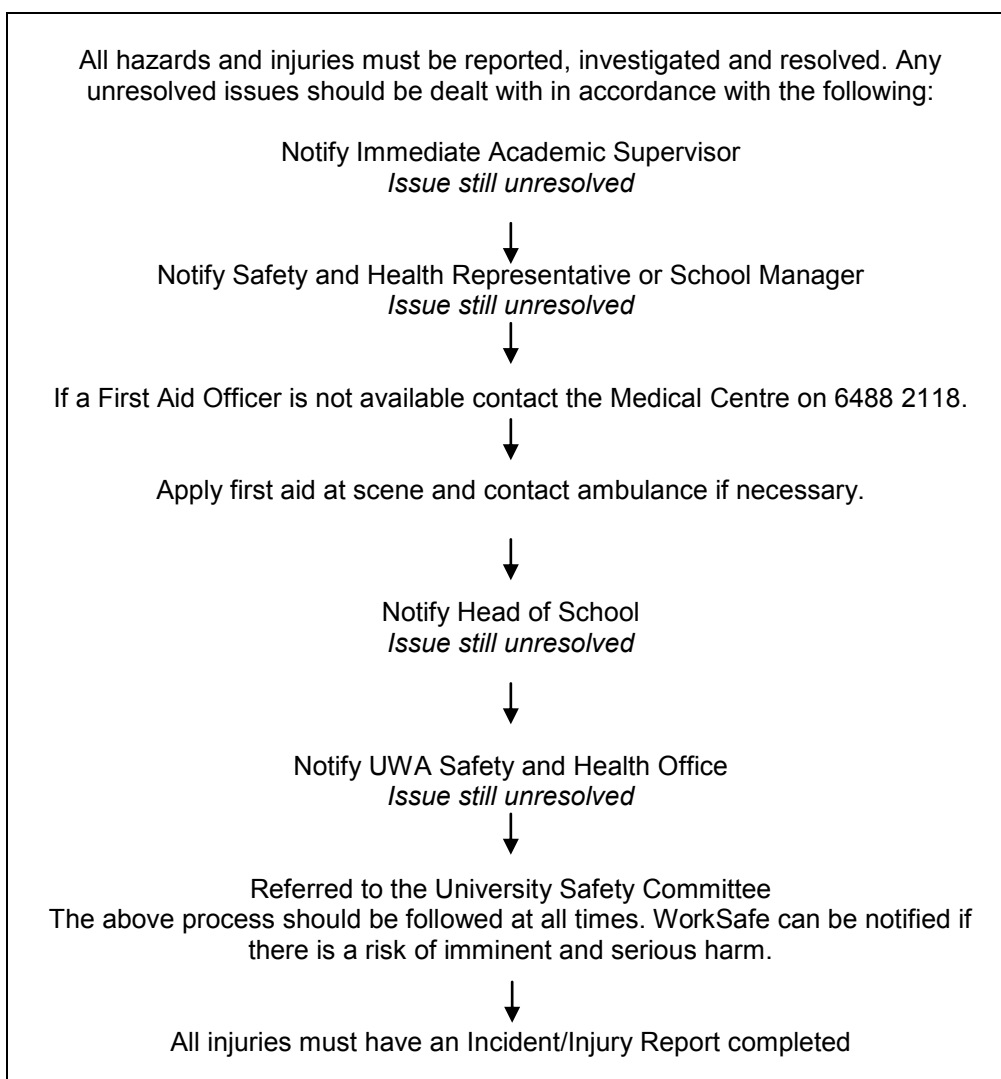 All hazards and injuries must be reported, investigated and resolved. Any
unresolved issues should be dealt with in accordance with the following:
Notify Immediate Academic Supervisor
Issue still unresolved
Notify Safety and Health Representative or School Manager
Issue still unresolved
If a First Aid Officer is not available contact the Medical Centre on 6488 2118.
Apply first aid at scene and contact ambulance if necessary.
Notify Head of School
Issue still unresolved
Notify UWA Safety and Health Office
Issue still unresolved
Referred to the University Safety Committee
The above process should be followed at all times. WorkSafe can be notified if
there is a risk of imminent and serious harm.
All injuries must have an Incident/Injury Report completed